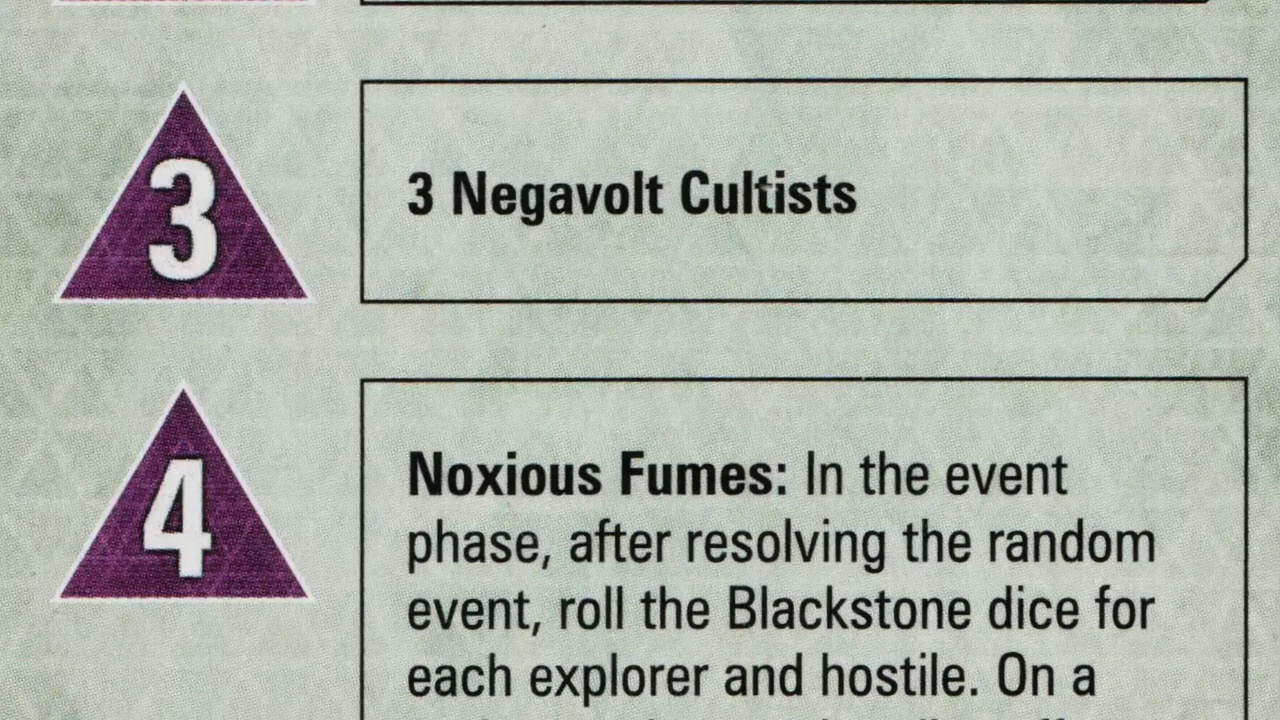 3
3 Negavolt Cultists
4
Noxious Fumes: In the event
phase, after resolving the random
event, roll the Blackstone dice for
each explorer and hostile. On a